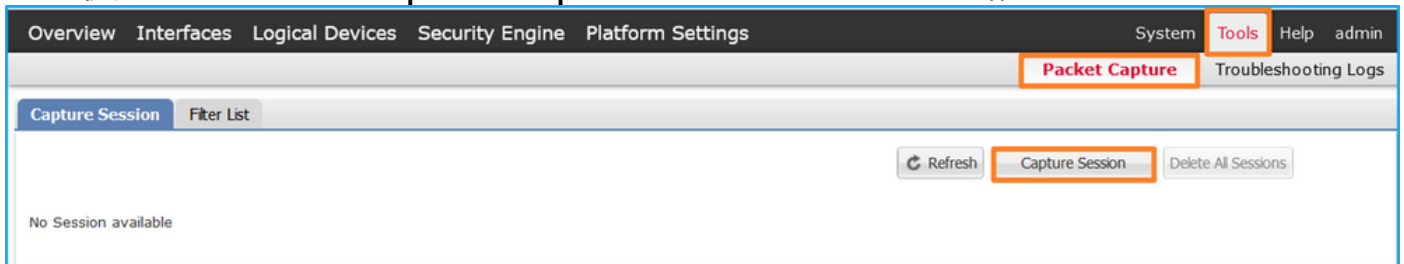 Overview Interfaces Logical Devices Security Engine Platform Settings System Tools Help admin
Packet Capture Troubleshooting Logs
Capture Session Filter List
Refresh Capture Session Delete All Sessions
No Session available